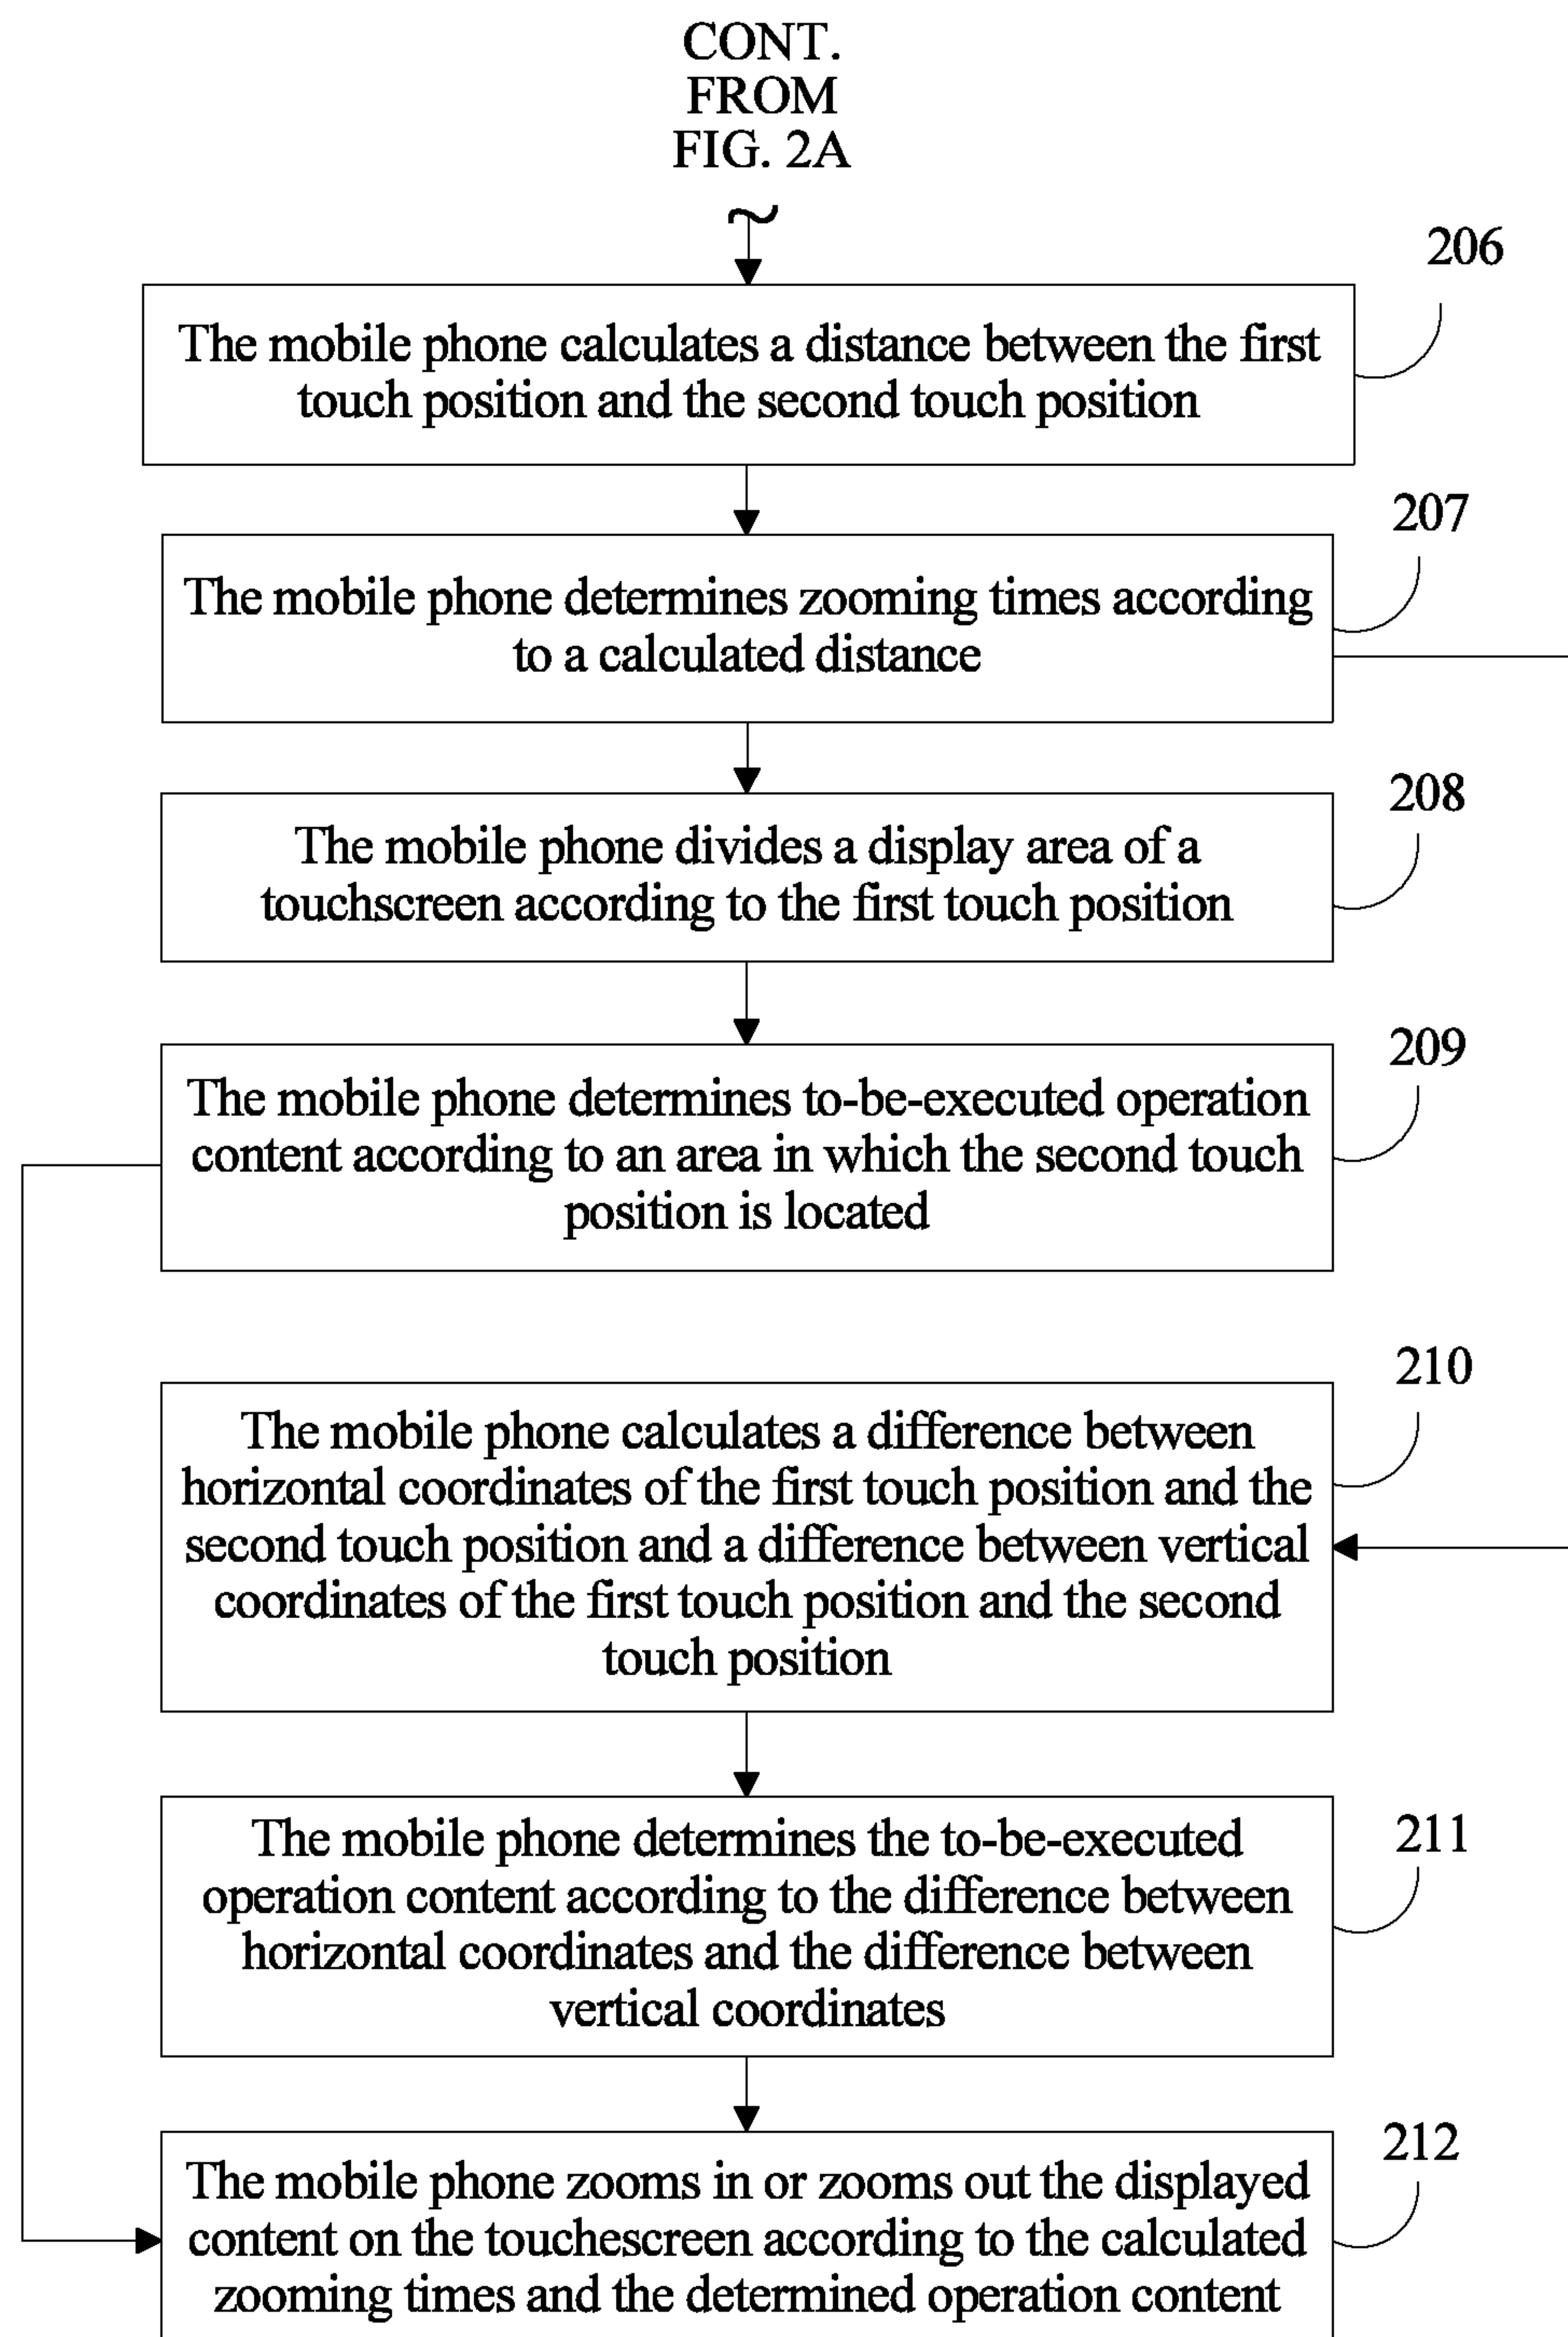 CONT.
FROM
FIG. 2A
206
The mobile phone calculates a distance between the first
touch position and the second touch position
207
The mobile phone determines zooming times according
to a calculated distance
208
The mobile phone divides a display area of a
touchscreen according to the first touch position
209
The mobile phone determines to-be-executed operation
content according to an area in which the second touch
position is located
210
The mobile phone calculates a difference between
horizontal coordinates of the first touch position and the
second touch position and a difference between vertical
coordinates of the first touch position and the second
touch position
211
The mobile phone determines the to-be-executed
operation content according to the difference between
horizontal coordinates and the difference between
vertical coordinates
212
The mobile phone zooms in or zooms out the displayed
content on the touchescreen according to the calculated
zooming times and the determined operation content